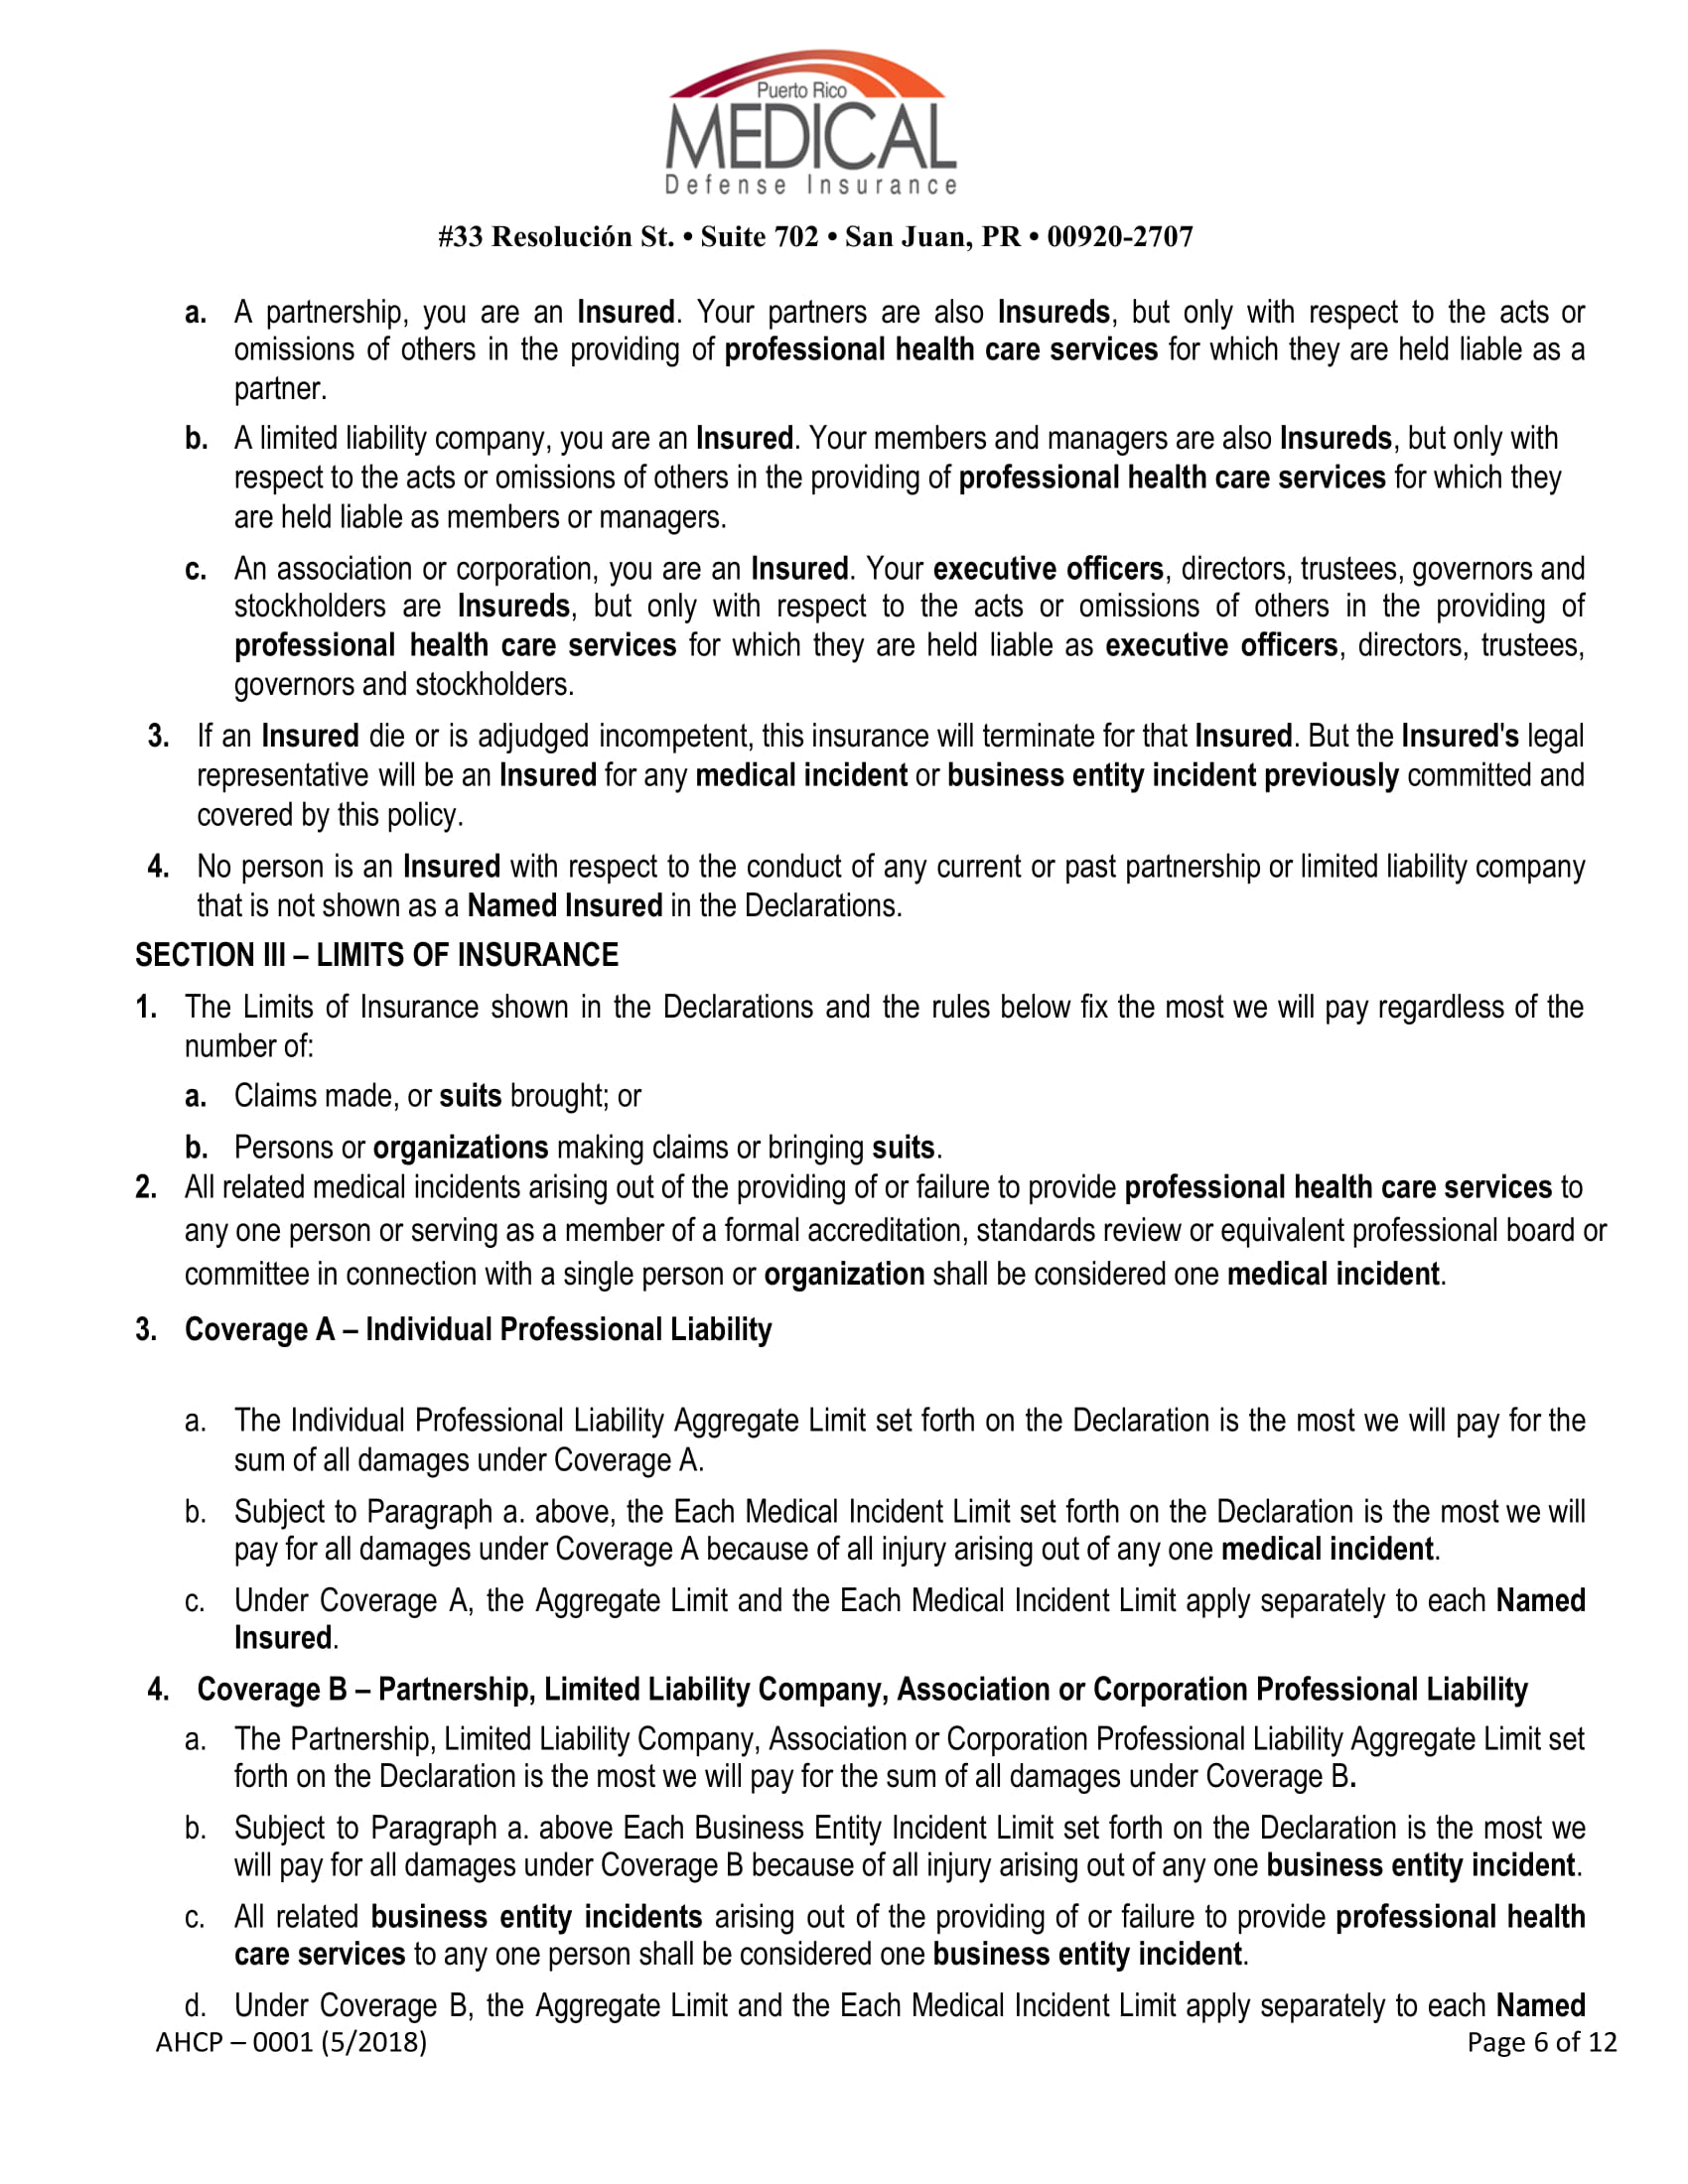 Puerto Rico
MEDICAL
Defense Insurance
#33 Resolución St. • Suite 702 • San Juan, PR • 00920-2707
a. A partnership, you are an Insured. Your partners are also Insureds, but only with respect to the acts or
omissions of others in the providing of professional health care services for which they are held liable as a
partner.
b. A limited liability company, you are an Insured. Your members and managers are also Insureds, but only with
respect to the acts or omissions of others in the providing of professional health care services for which they
are held liable as members or managers.
c. An association or corporation, you are an Insured. Your executive officers, directors, trustees, governors and
stockholders are Insureds, but only with respect to the acts or omissions of others in the providing of
professional health care services for which they are held liable as executive officers, directors, trustees,
governors and stockholders.
3. If an Insured die or is adjudged incompetent, this insurance will terminate for that Insured. But the Insured's legal
representative will be an Insured for any medical incident or business entity incident previously committed and
covered by this policy.
4. No person is an Insured with respect to the conduct of any current or past partnership or limited liability company
that is not shown as a Named Insured in the Declarations.
SECTION III – LIMITS OF INSURANCE
1. The Limits of Insurance shown in the Declarations and the rules below fix the most we will pay regardless of the
number of:
a. Claims made, or suits brought; or
b. Persons or organizations making claims or bringing suits.
2. All related medical incidents arising out of the providing of or failure to provide professional health care services to
any one person or serving as a member of a formal accreditation, standards review or equivalent professional board or
committee in connection with a single person or organization shall be considered one medical incident.
3. Coverage A – Individual Professional Liability
a. The Individual Professional Liability Aggregate Limit set forth on the Declaration is the most we will pay for the
sum of all damages under Coverage A.
b. Subject to Paragraph a. above, the Each Medical Incident Limit set forth on the Declaration is the most we will
pay for all damages under Coverage A because of all injury arising out of any one medical incident.
c. Under Coverage A, the Aggregate Limit and the Each Medical Incident Limit apply separately to each Named
Insured.
4. Coverage B – Partnership, Limited Liability Company, Association or Corporation Professional Liability
a. The Partnership, Limited Liability Company, Association or Corporation Professional Liability Aggregate Limit set
forth on the Declaration is the most we will pay for the sum of all damages under Coverage B.
b. Subject to Paragraph a. above Each Business Entity Incident Limit set forth on the Declaration is the most we
will pay for all damages under Coverage B because of all injury arising out of any one business entity incident.
c. All related business entity incidents arising out of the providing of or failure to provide professional health
care services to any one person shall be considered one business entity incident.
d. Under Coverage B, the Aggregate Limit and the Each Medical Incident Limit apply separately to each Named
AHCP – 0001 (5/2018) Page 6 of 12